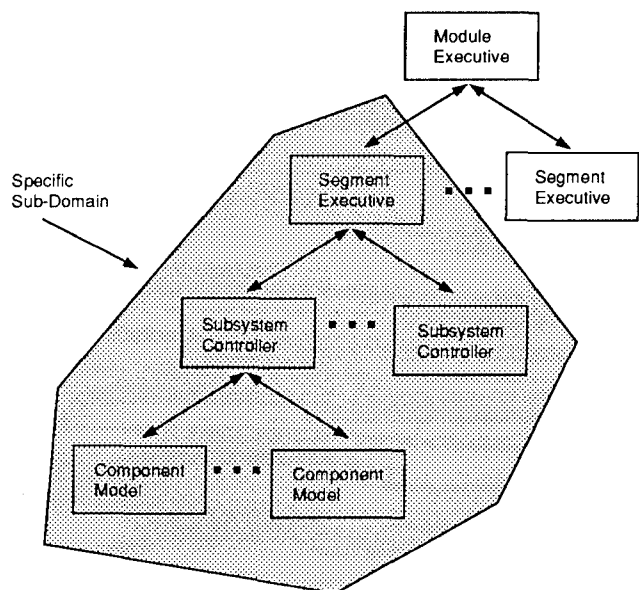 Module
Executive
Specific
Sub-Domain
Segment
Executive
Segment
Executive
Subsystem
Controller
Subsystem
Controller
Component
Model
Component
Model